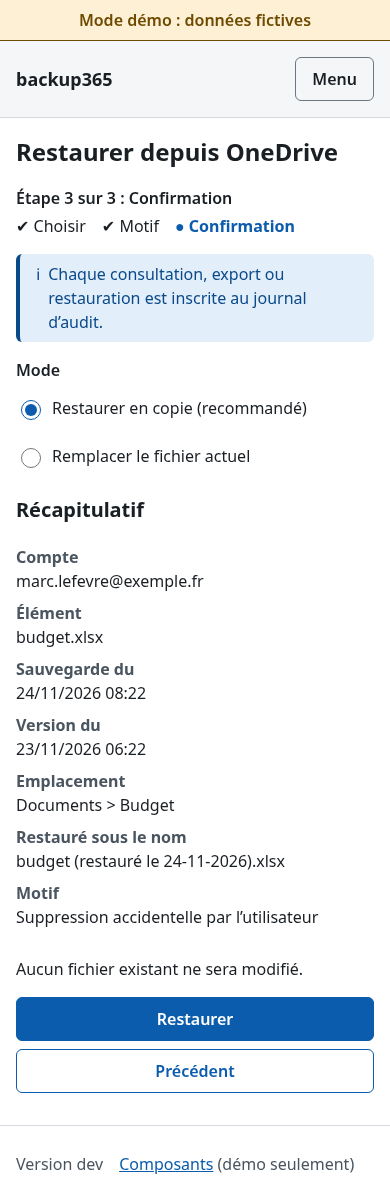 Mode démo : données fictives
backup365
Menu
Restaurer depuis OneDrive
Étape 3 sur 3 : Confirmation
✔ Choisir ✔ Motif ● Confirmation
i Chaque consultation, export ou
restauration est inscrite au journal
d’audit.
Mode
Restaurer en copie (recommandé)
Remplacer le fichier actuel
Récapitulatif
Compte
marc.lefevre@exemple.fr
Élément
budget.xlsx
Sauvegarde du
24/11/2026 08:22
Version du
23/11/2026 06:22
Emplacement
Documents > Budget
Restauré sous le nom
budget (restauré le 24-11-2026).xlsx
Motif
Suppression accidentelle par l’utilisateur
Aucun fichier existant ne sera modifié.
Restaurer
Précédent
Version dev Composants (démo seulement)